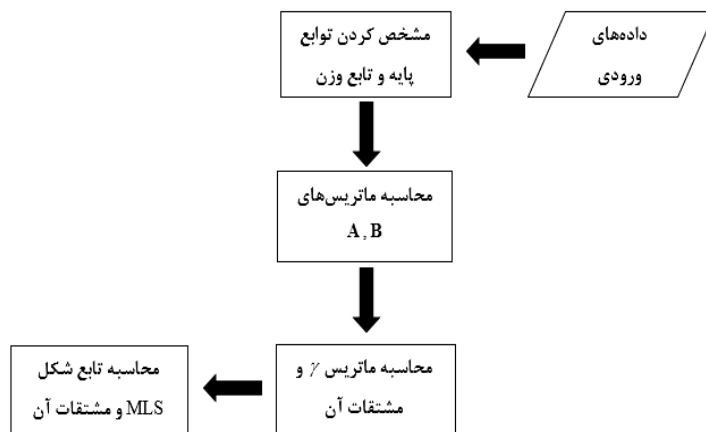 داده‌های
ورودی
مشخص کردن توابع
پایه و تابع وزن
محاسبه ماتریس‌های
A , B
محاسبه ماتریس γ و
مشتقات آن
محاسبه تابع شکل
MLS و مشتقات آن